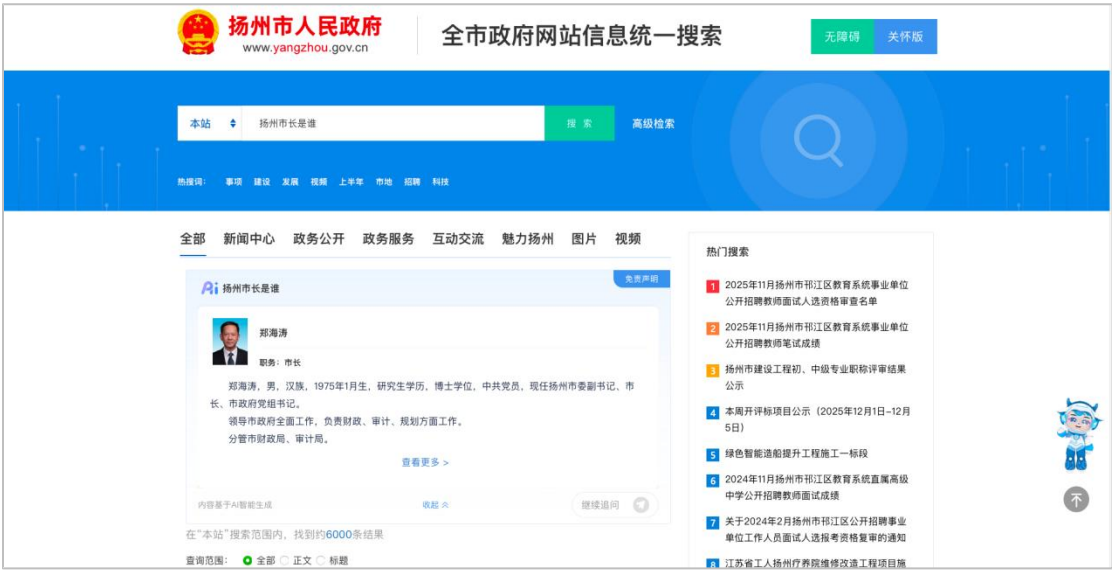 扬州市人民政府
www.yangzhou.gov.cn
全市政府网站信息统一搜索
无障碍
关怀版
本站
扬州市长是谁
搜 索
高级检索
热搜词： 事项 建设 发展 视频 上半年 市地 招聘 科技
全部 新闻中心 政务公开 政务服务 互动交流 魅力扬州 图片 视频
Ai 扬州市长是谁
免责声明
郑海涛
职务：市长
郑海涛，男，汉族，1975年1月生，研究生学历、博士学位，中共党员，现任扬州市委副书记、市
长、市政府党组书记。
领导市政府全面工作，负责财政、审计、规划方面工作。
分管市财政局、审计局。
查看更多 >
内容基于AI智能生成
收起
继续追问
在"本站"搜索范围内，找到约6000条结果
查询范围： 全部 正文 标题
热门搜索
1 2025年11月扬州市邗江区教育系统事业单位
公开招聘教师面试人选资格审查名单
2 2025年11月扬州市邗江区教育系统事业单位
公开招聘教师笔试成绩
3 扬州市建设工程初、中级专业职称评审结果
公示
4 本周开评标项目公示（2025年12月1日-12月
5日）
5 绿色智能造船提升工程施工一标段
6 2024年11月扬州市邗江区教育系统直属高级
中学公开招聘教师面试成绩
7 关于2024年2月扬州市邗江区公开招聘事业
单位工作人员面试人选报考资格复审的通知
8 江苏省工人扬州疗养院维修改造工程项目施